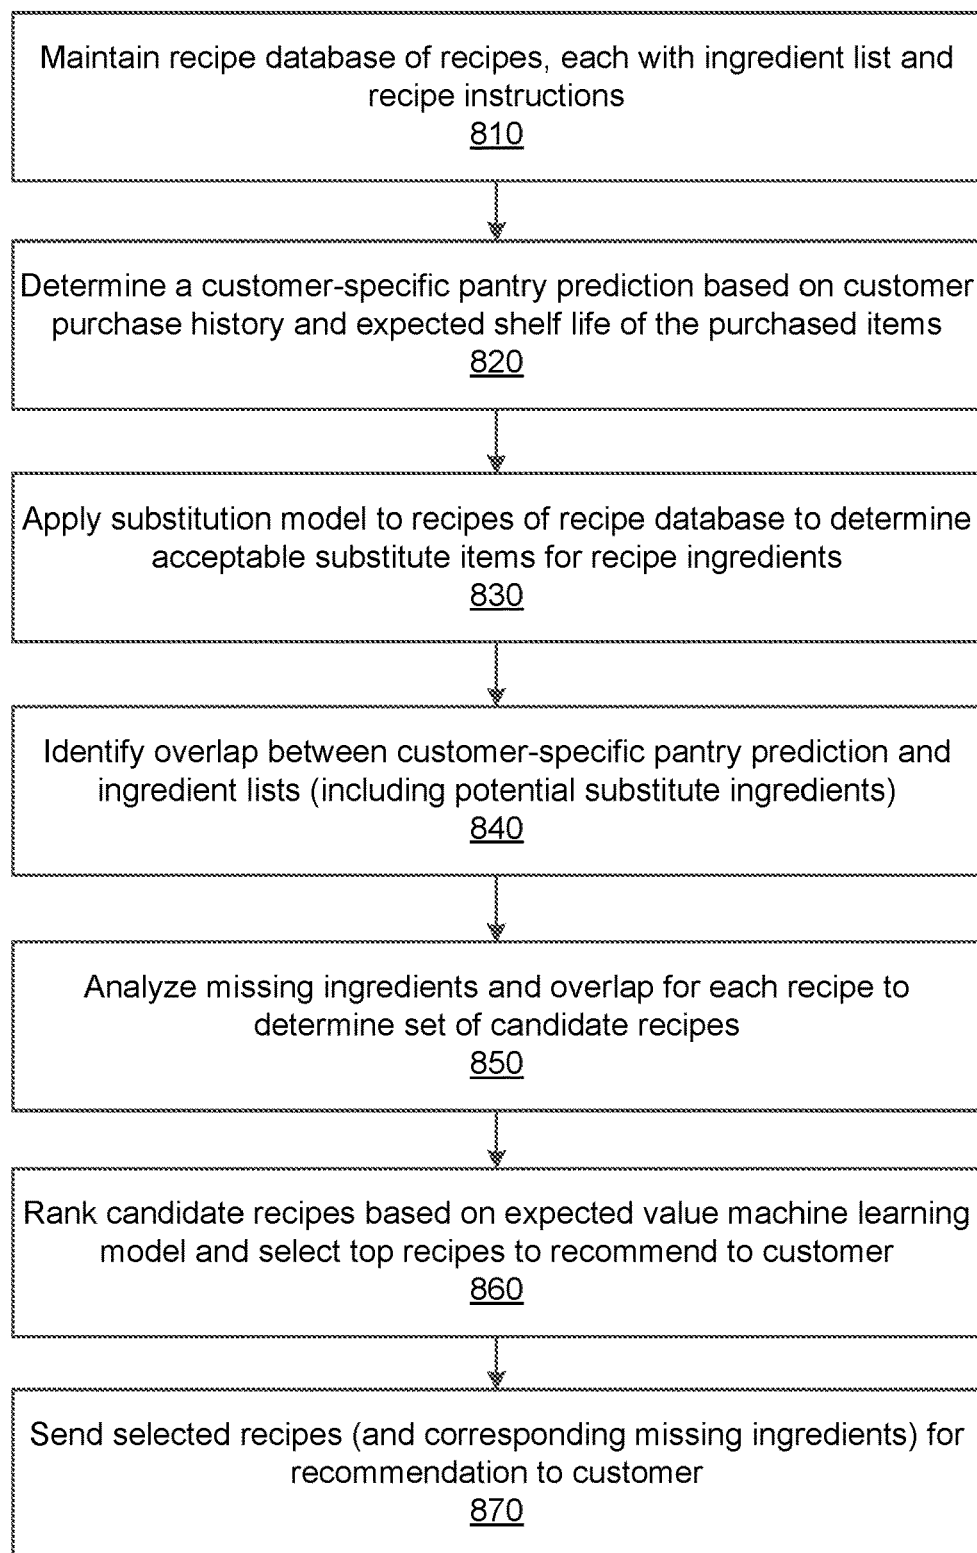 Maintain recipe database of recipes, each with ingredient list and
recipe instructions
810
Determine a customer-specific pantry prediction based on customer
purchase history and expected shelf life of the purchased items
820
Apply substitution model to recipes of recipe database to determine
acceptable substitute items for recipe ingredients
830
Identify overlap between customer-specific pantry prediction and
ingredient lists (including potential substitute ingredients)
840
Analyze missing ingredients and overlap for each recipe to
determine set of candidate recipes
850
Rank candidate recipes based on expected value machine learning
model and select top recipes to recommend to customer
860
Send selected recipes (and corresponding missing ingredients) for
recommendation to customer
870